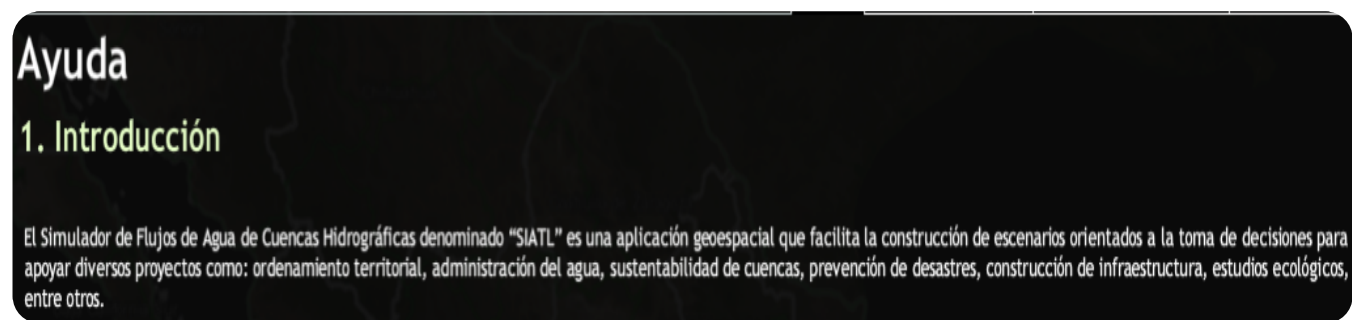 Ayuda
1. Introducción
El Simulador de Flujos de Agua de Cuencas Hidrográficas denominado “SIATL” es una aplicación geoespacial que facilita la construcción de escenarios orientados a la toma de decisiones para
apoyar diversos proyectos como: ordenamiento territorial, administración del agua, sustentabilidad de cuencas, prevención de desastres, construcción de infraestructura, estudios ecológicos,
entre otros.